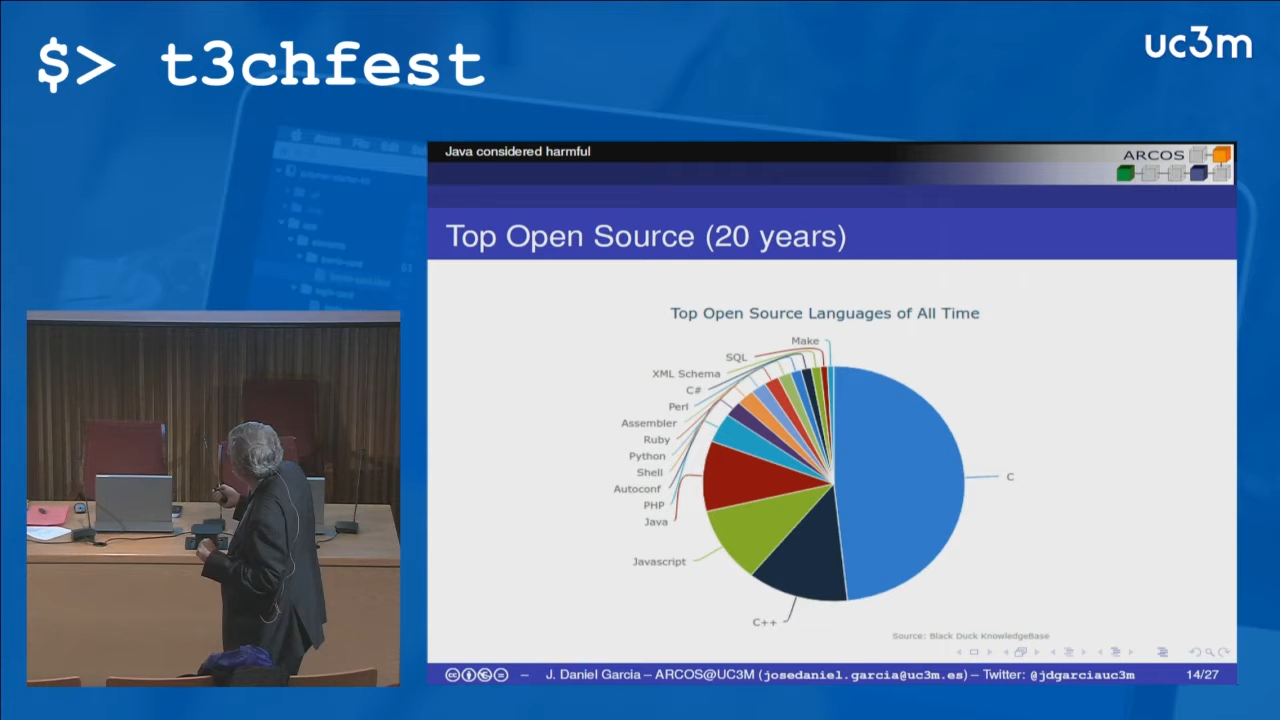 $> t3chfest
uc3m
Java considered harmful
ARCOS
Top Open Source (20 years)
Top Open Source Languages of All Time
Make
SQL
XML Schema
C#
Perl
Assembler
Ruby
Python
Shell
Autoconf
PHP
Java
Javascript
C++
C
Source: Black Duck KnowledgeBase
– J. Daniel Garcia – ARCOS@UC3M (josedaniel.garcia@uc3m.es) – Twitter: @jdgarciauc3m
14/27